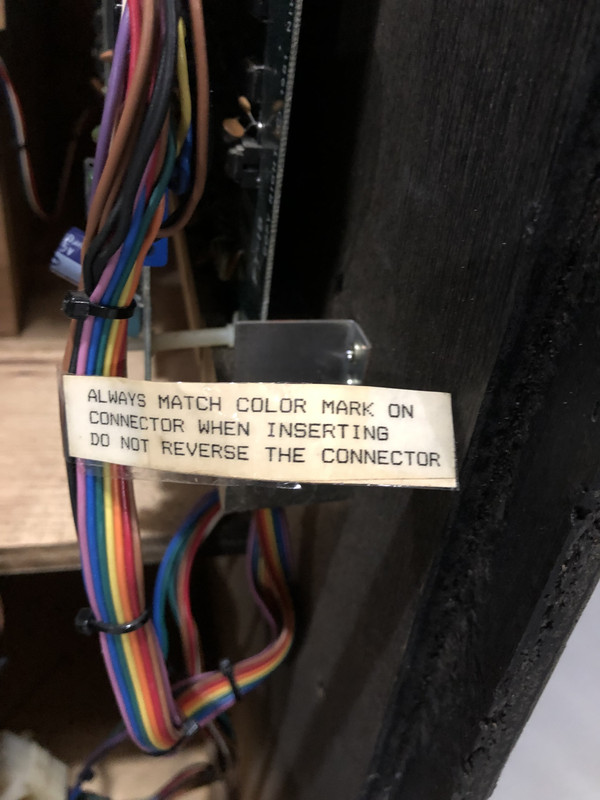 ALWAYS MATCH COLOR MARK ON
CONNECTOR WHEN INSERTING
DO NOT REVERSE THE CONNECTOR